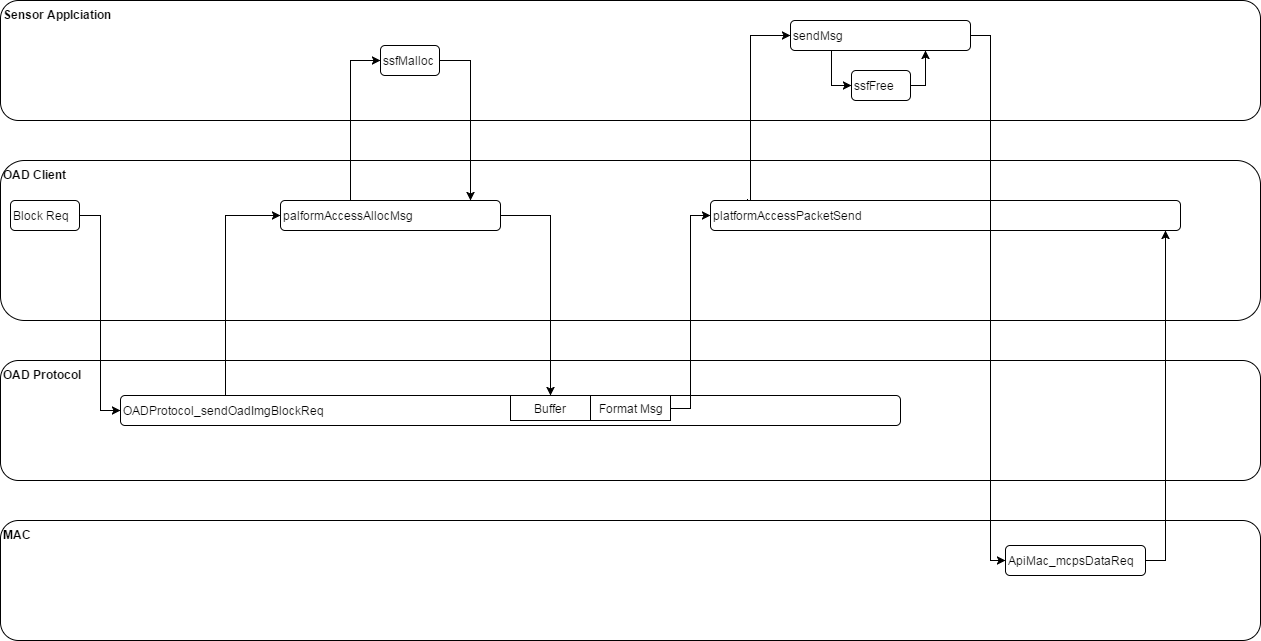 Sensor Applciation
sendMsg
ssfMalloc
ssfFree
OAD Client
Block Req
palformAccessAllocMsg
platformAccessPacketSend
OAD Protocol
OADProtocol_sendOadImgBlockReq
Buffer
Format Msg
MAC
ApiMac_mcpsDataReq